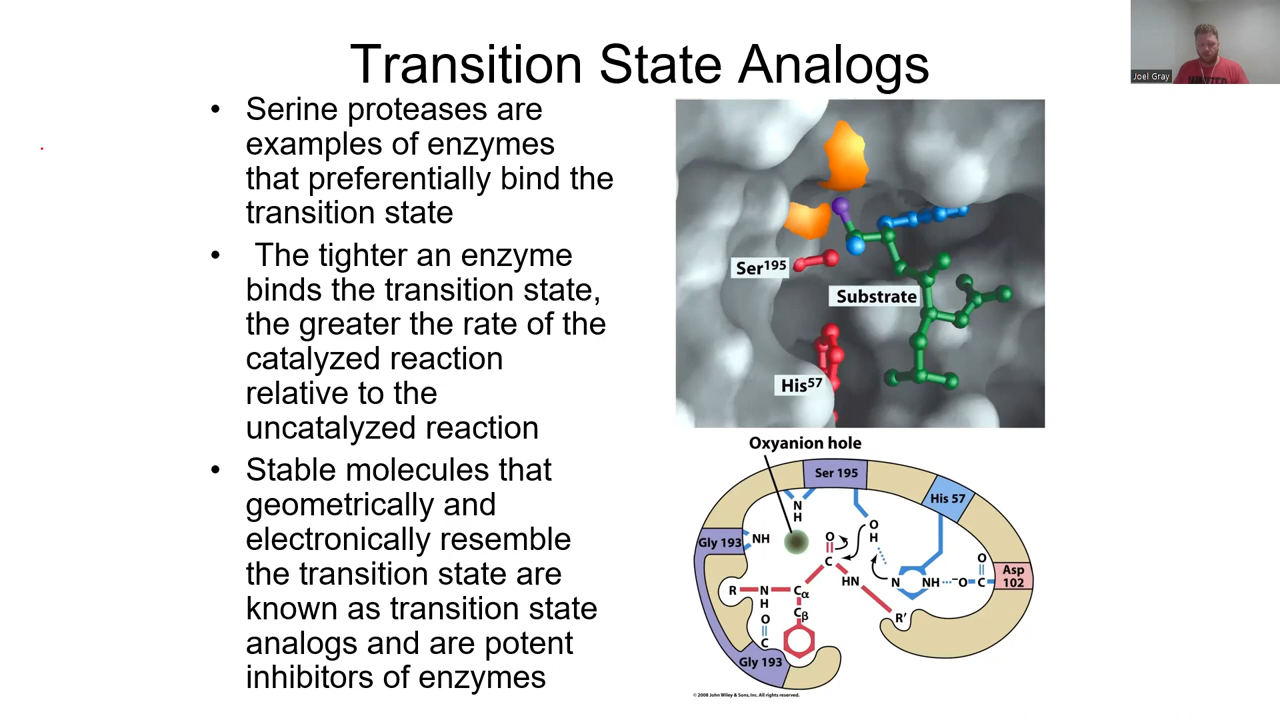 Transition State Analogs
Joel Gray
• Serine proteases are
examples of enzymes
that preferentially bind the
transition state
• The tighter an enzyme
binds the transition state,
the greater the rate of the
catalyzed reaction
relative to the
uncatalyzed reaction
• Stable molecules that
geometrically and
electronically resemble
the transition state are
known as transition state
analogs and are potent
inhibitors of enzymes
Ser195
Substrate
His57
Oxyanion hole
Ser 195
His 57
N
H
O
H
Gly 193
NH
O
C
O
C
Asp
102
HN
N
NH
⁻O
C
R
N
H
Cα
R′
Cβ
O
C
Gly 193
© 2008 John Wiley & Sons, Inc. All rights reserved.